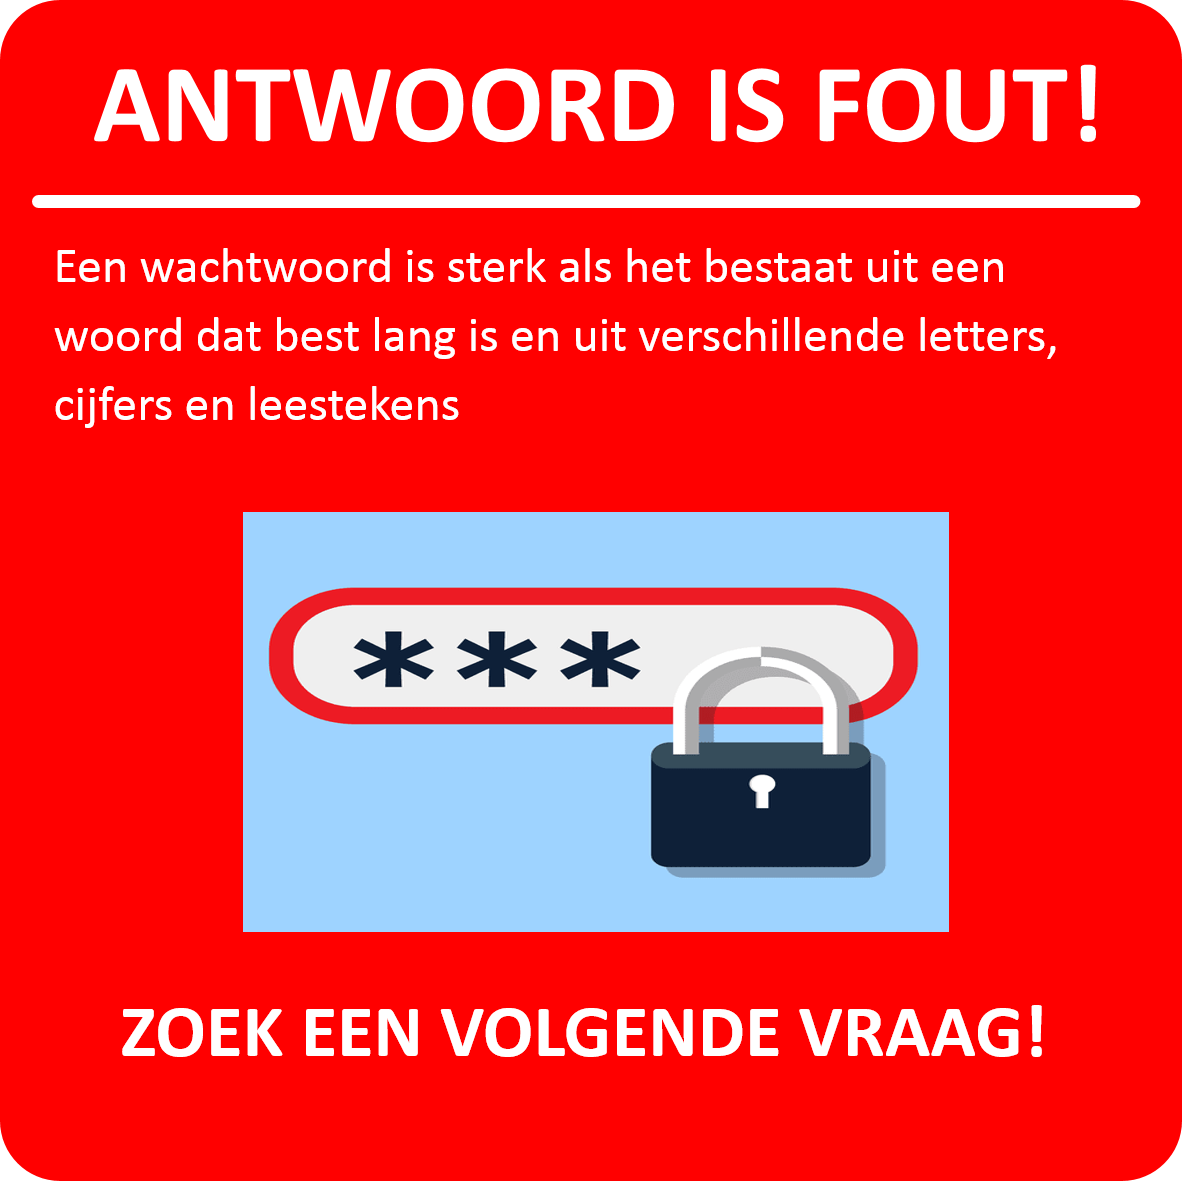 ANTWOORD IS FOUT!
Een wachtwoord is sterk als het bestaat uit een
woord dat best lang is en uit verschillende letters,
cijfers en leestekens
***
ZOEK EEN VOLGENDE VRAAG!